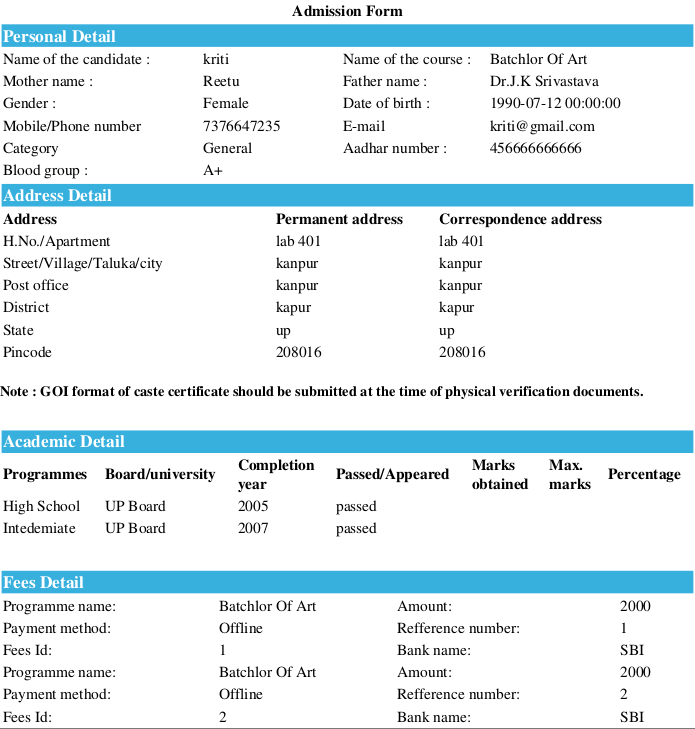 Admission Form
Personal Detail
Name of the candidate : kriti Name of the course : Batchlor Of Art
Mother name : Reetu Father name : Dr.J.K Srivastava
Gender : Female Date of birth : 1990-07-12 00:00:00
Mobile/Phone number 7376647235 E-mail kriti@gmail.com
Category General Aadhar number : 456666666666
Blood group : A+
Address Detail
Address Permanent address Correspondence address
H.No./Apartment lab 401 lab 401
Street/Village/Taluka/city kanpur kanpur
Post office kanpur kanpur
District kapur kapur
State up up
Pincode 208016 208016
Note : GOI format of caste certificate should be submitted at the time of physical verification documents.
Academic Detail
Programmes Board/university Completion year Passed/Appeared Marks obtained Max. marks Percentage
High School UP Board 2005 passed
Intedemiate UP Board 2007 passed
Fees Detail
Programme name: Batchlor Of Art Amount: 2000
Payment method: Offline Refference number: 1
Fees Id: 1 Bank name: SBI
Programme name: Batchlor Of Art Amount: 2000
Payment method: Offline Refference number: 2
Fees Id: 2 Bank name: SBI